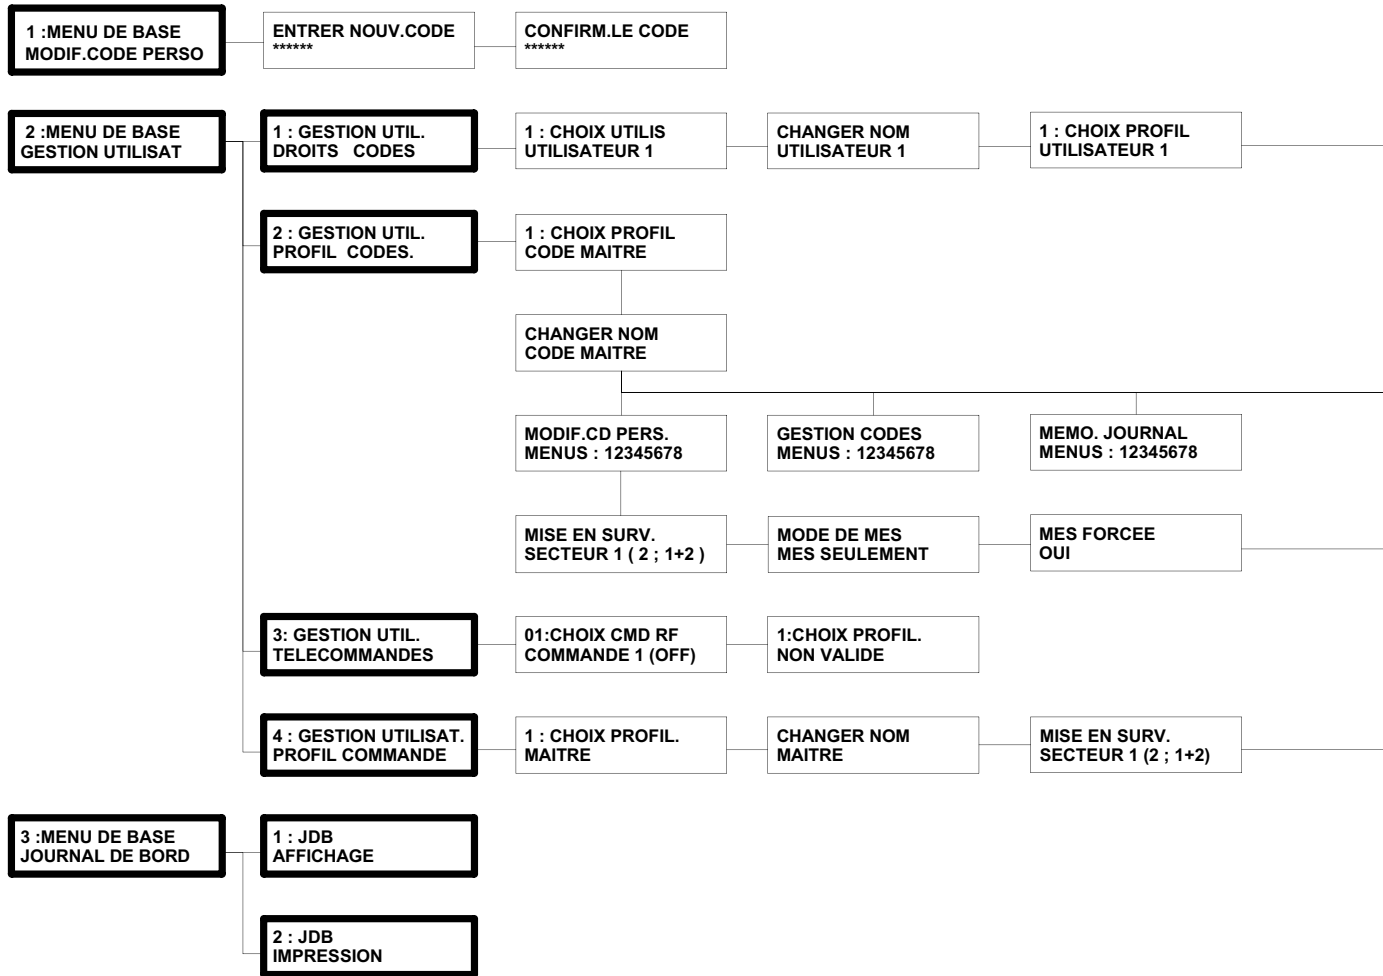 1 :MENU DE BASE
MODIF.CODE PERSO
ENTRER NOUV.CODE
******
CONFIRM.LE CODE
******
2 :MENU DE BASE
GESTION UTILISAT
1 : GESTION UTIL.
DROITS CODES
1 : CHOIX UTILIS
UTILISATEUR 1
CHANGER NOM
UTILISATEUR 1
1 : CHOIX PROFIL
UTILISATEUR 1
2 : GESTION UTIL.
PROFIL CODES.
1 : CHOIX PROFIL
CODE MAITRE
CHANGER NOM
CODE MAITRE
MODIF.CD PERS.
MENUS : 12345678
GESTION CODES
MENUS : 12345678
MEMO. JOURNAL
MENUS : 12345678
MISE EN SURV.
SECTEUR 1 ( 2 ; 1+2 )
MODE DE MES
MES SEULEMENT
MES FORCEE
OUI
3: GESTION UTIL.
TELECOMMANDES
01:CHOIX CMD RF
COMMANDE 1 (OFF)
1:CHOIX PROFIL.
NON VALIDE
4 : GESTION UTILISAT.
PROFIL COMMANDE
1 : CHOIX PROFIL.
MAITRE
CHANGER NOM
MAITRE
MISE EN SURV.
SECTEUR 1 (2 ; 1+2)
3 :MENU DE BASE
JOURNAL DE BORD
1 : JDB
AFFICHAGE
2 : JDB
IMPRESSION